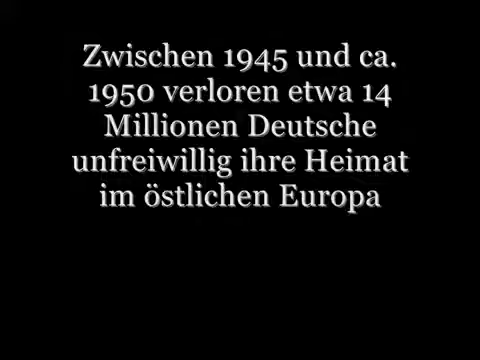 Zwischen 1945 und ca.
1950 verloren etwa 14
Millionen Deutsche
unfreiwillig ihre Heimat
im östlichen Europa